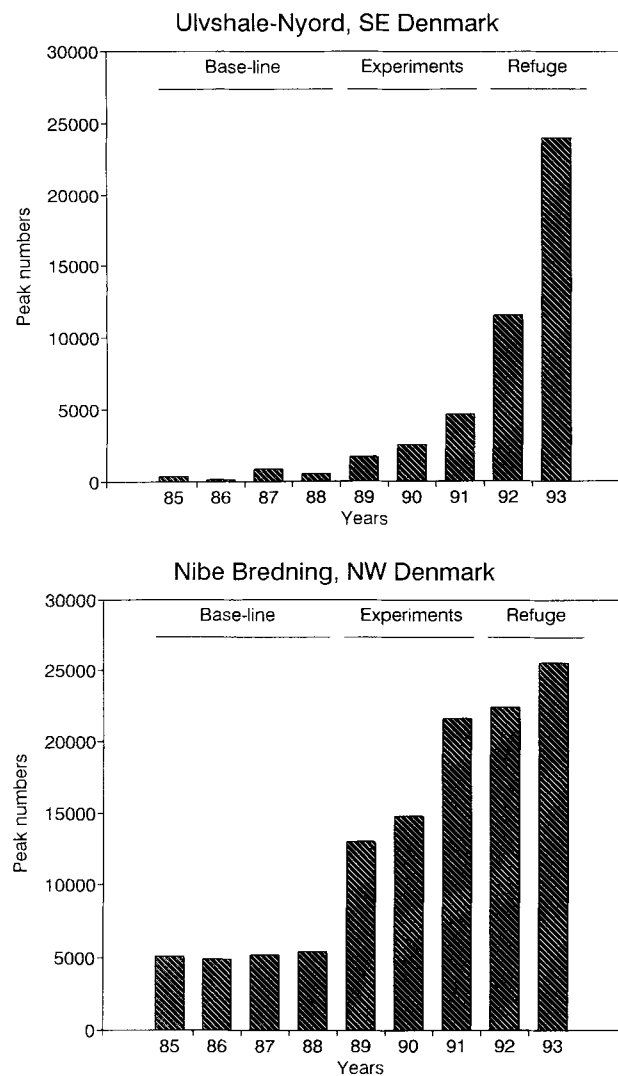 Ulvshale-Nyord, SE Denmark
30000
Base-line Experiments Refuge
25000
20000
Peak numbers
15000
10000
5000
0
85 86 87 88 89 90 91 92 93
Years
Nibe Bredning, NW Denmark
30000
Base-line Experiments Refuge
25000
20000
Peak numbers
15000
10000
5000
0
85 86 87 88 89 90 91 92 93
Years